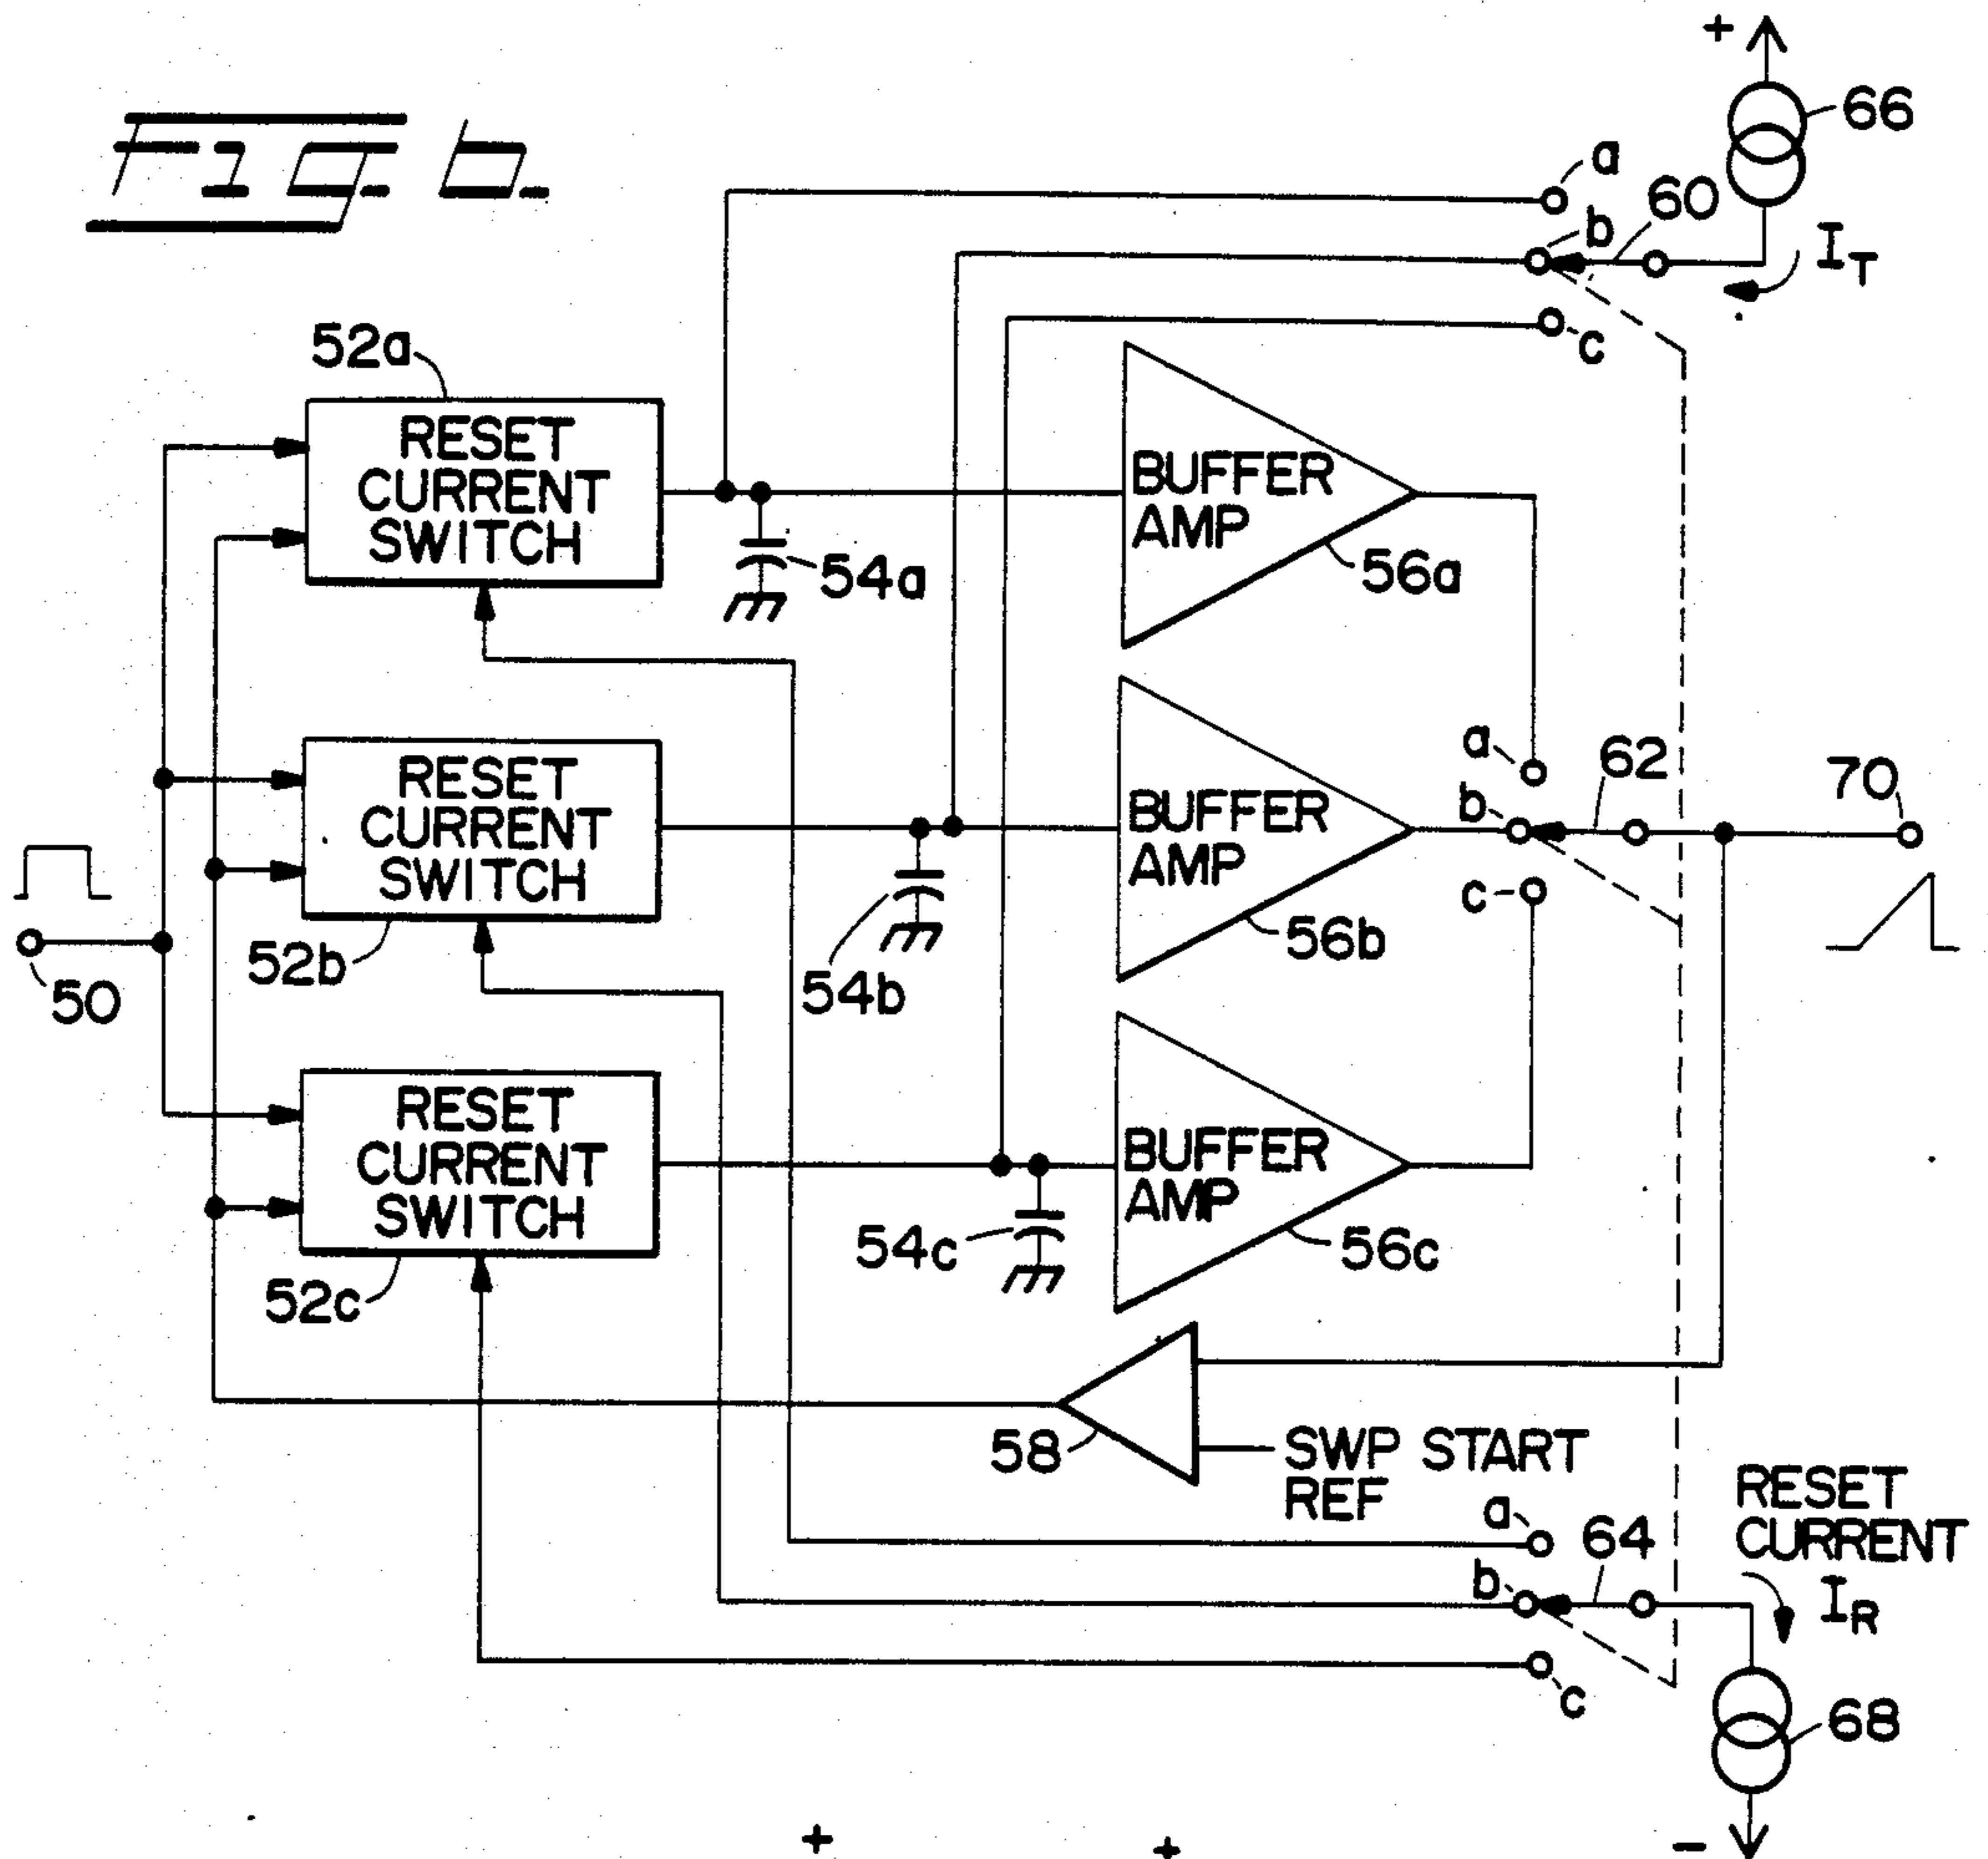 Fig. 6.
+
66
a
60
b
I_T
c
52a
RESET
CURRENT
SWITCH
BUFFER
AMP
54a
56a
RESET
CURRENT
SWITCH
BUFFER
AMP
a
b
62
70
c
52b
54b
56b
50
RESET
CURRENT
SWITCH
BUFFER
AMP
54c
56c
52c
58
SWP START
REF
RESET
CURRENT
a
64
b
I_R
c
68
+
+
-